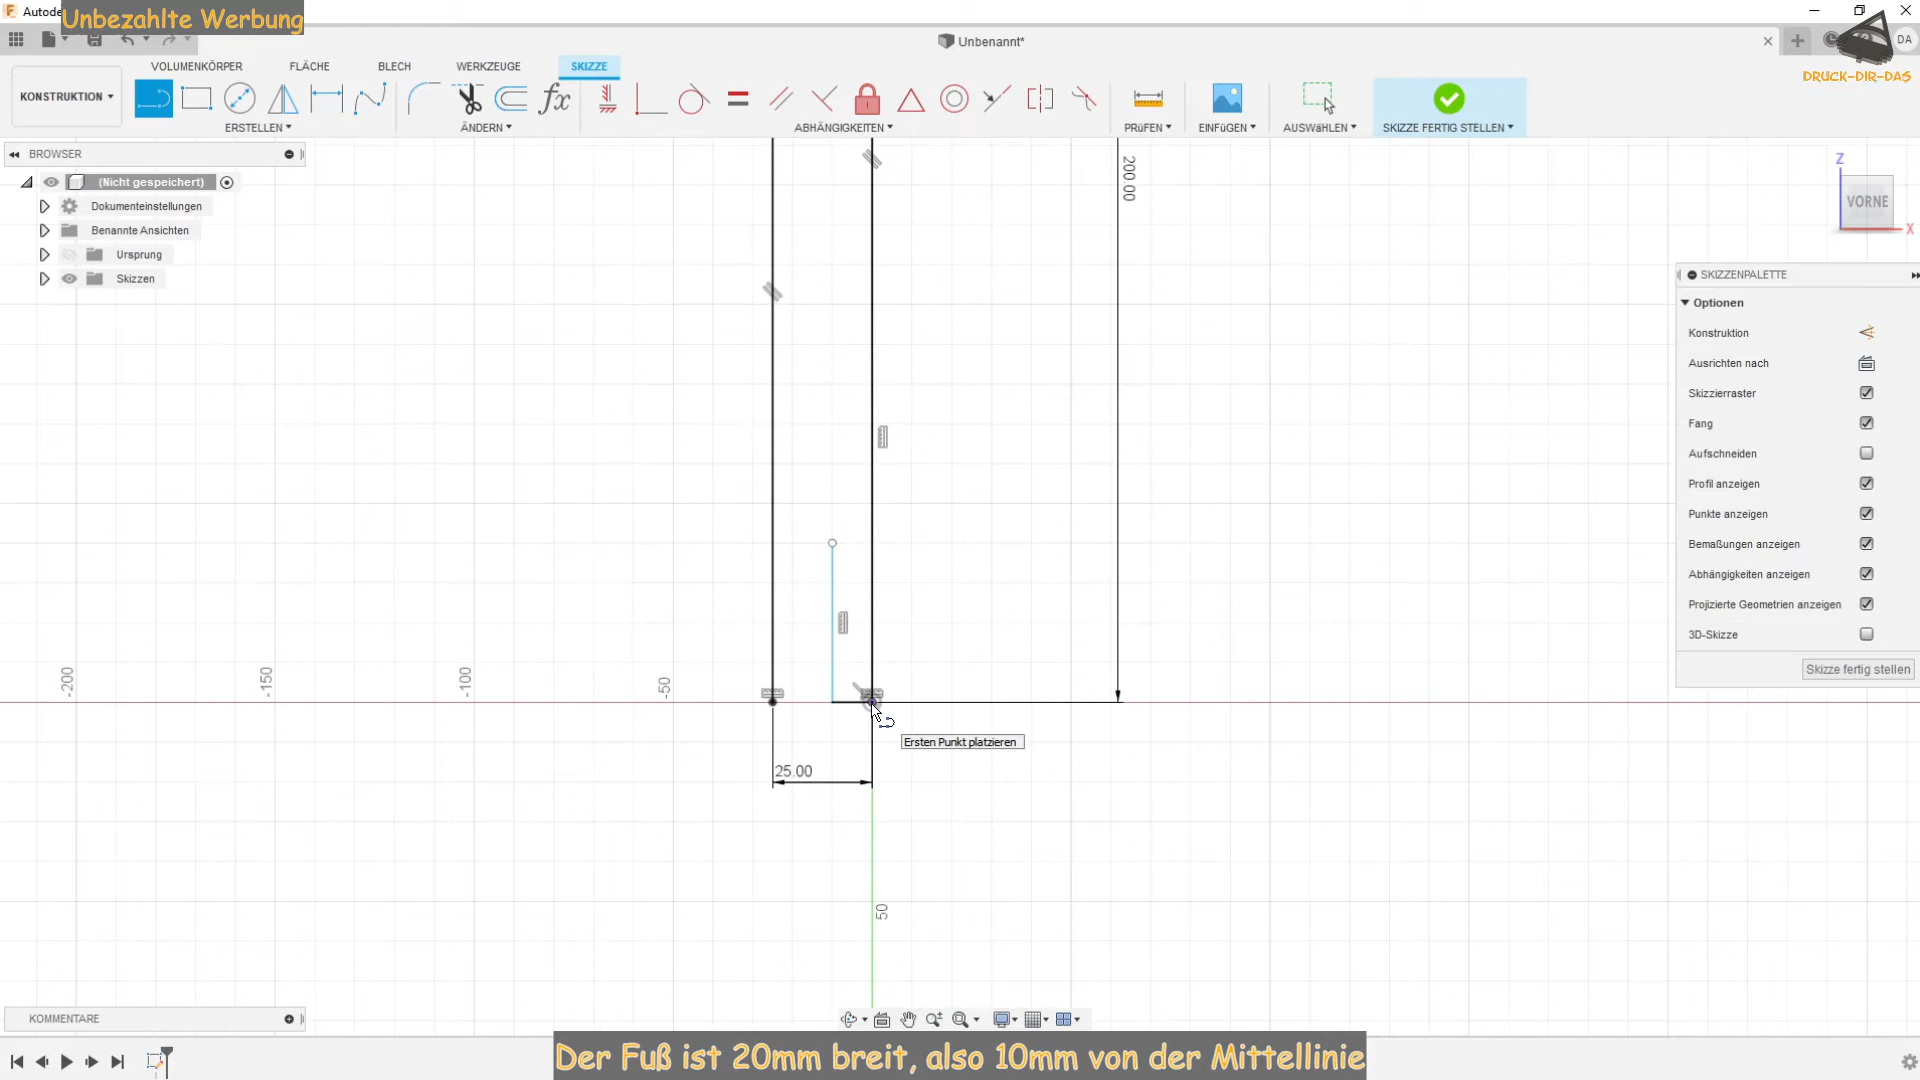 Autode
Unbezahlte Werbung
Unbenannt*
DA
DRUCK-DIR-DAS
VOLUMENKÖRPER
FLÄCHE
BLECH
WERKZEUGE
SKIZZE
KONSTRUKTION
ERSTELLEN
ÄNDERN
ABHÄNGIGKEITEN
PRÜFEN
EINFÜGEN
AUSWÄHLEN
SKIZZE FERTIG STELLEN
BROWSER
(Nicht gespeichert)
Dokumenteinstellungen
Benannte Ansichten
Ursprung
Skizzen
200.00
Z
VORNE
X
SKIZZENPALETTE
Optionen
Konstruktion
Ausrichten nach
Skizzierraster
Fang
Aufschneiden
Profil anzeigen
Punkte anzeigen
Bemaßungen anzeigen
Abhängigkeiten anzeigen
Projizierte Geometrien anzeigen
3D-Skizze
Skizze fertig stellen
-200
-150
-100
-50
Ersten Punkt platzieren
25.00
50
KOMMENTARE
Der Fuß ist 20mm breit, also 10mm von der Mittellinie